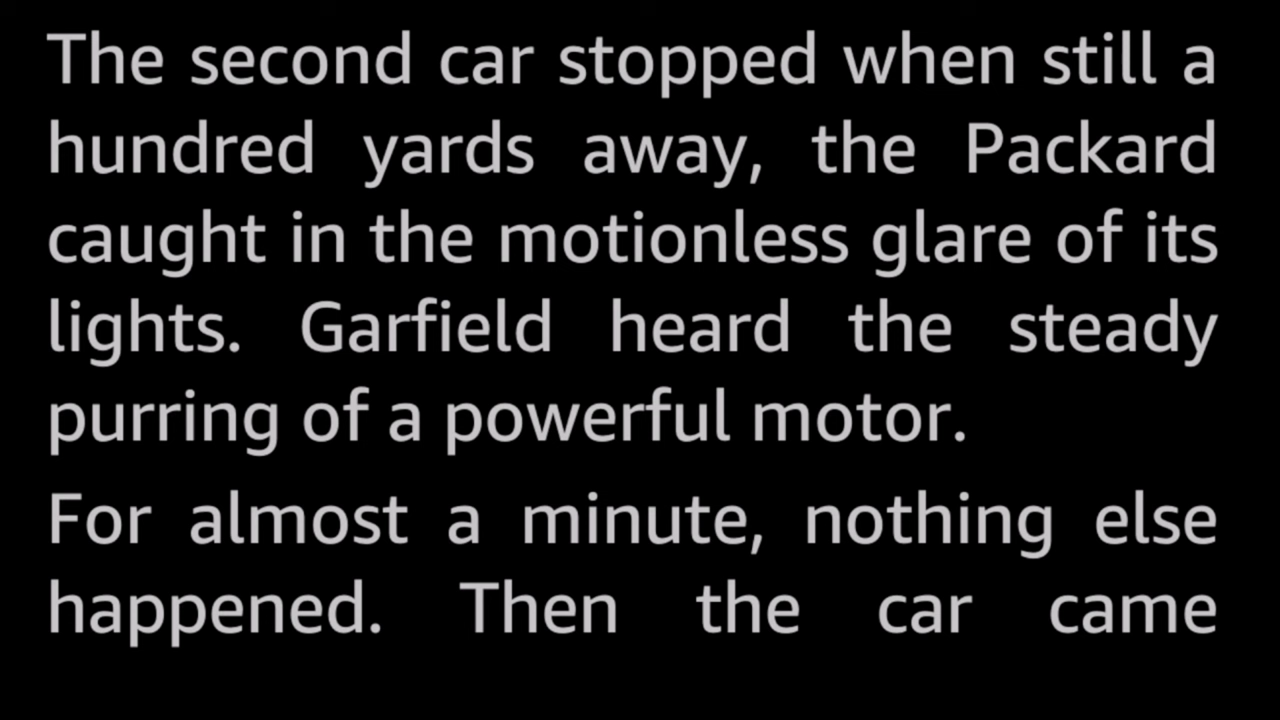 The second car stopped when still a
hundred yards away, the Packard
caught in the motionless glare of its
lights. Garfield heard the steady
purring of a powerful motor.
For almost a minute, nothing else
happened. Then the car came